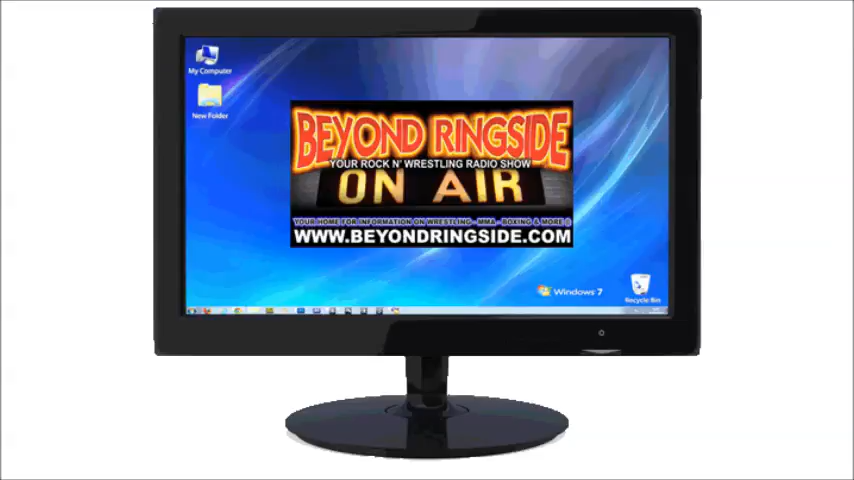 My Computer
New Folder
BEYOND RINGSIDE
YOUR ROCK N' WRESTLING RADIO SHOW
ON AIR
YOUR HOME FOR INFORMATION ON WRESTLING - MMA - BOXING & MORE @
WWW.BEYONDRINGSIDE.COM
Windows 7
Recycle Bin